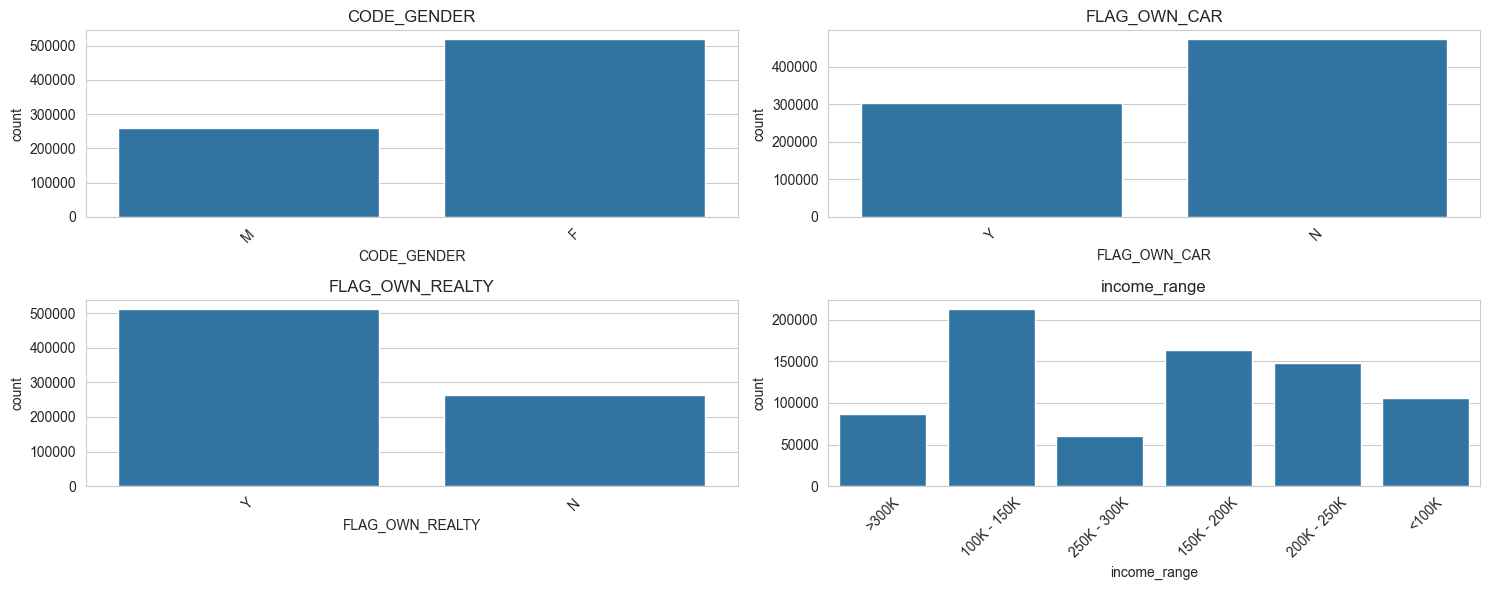 CODE_GENDER
500000
400000
300000
200000
100000
0
count
M
F
CODE_GENDER
FLAG_OWN_CAR
400000
300000
200000
100000
0
count
Y
N
FLAG_OWN_CAR
FLAG_OWN_REALTY
500000
400000
300000
200000
100000
0
count
Y
N
FLAG_OWN_REALTY
income_range
200000
150000
100000
50000
0
count
>300K
100K - 150K
250K - 300K
150K - 200K
200K - 250K
<100K
income_range